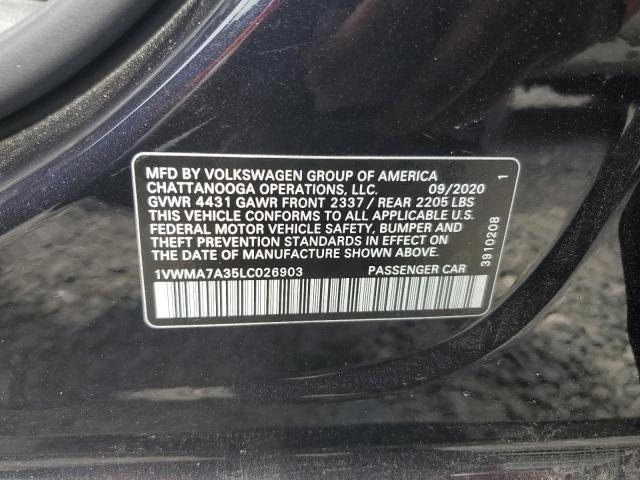 MFD BY VOLKSWAGEN GROUP OF AMERICA
CHATTANOOGA OPERATIONS, LLC. 09/2020
GVWR 4431 GAWR FRONT 2337 / REAR 2205 LBS
THIS VEHICLE CONFORMS TO ALL APPLICABLE U.S.
FEDERAL MOTOR VEHICLE SAFETY, BUMPER AND
THEFT PREVENTION STANDARDS IN EFFECT ON
THE DATE OF MANUFACTURE SHOWN ABOVE.
1VWMA7A35LC026903 PASSENGER CAR
3910208 1